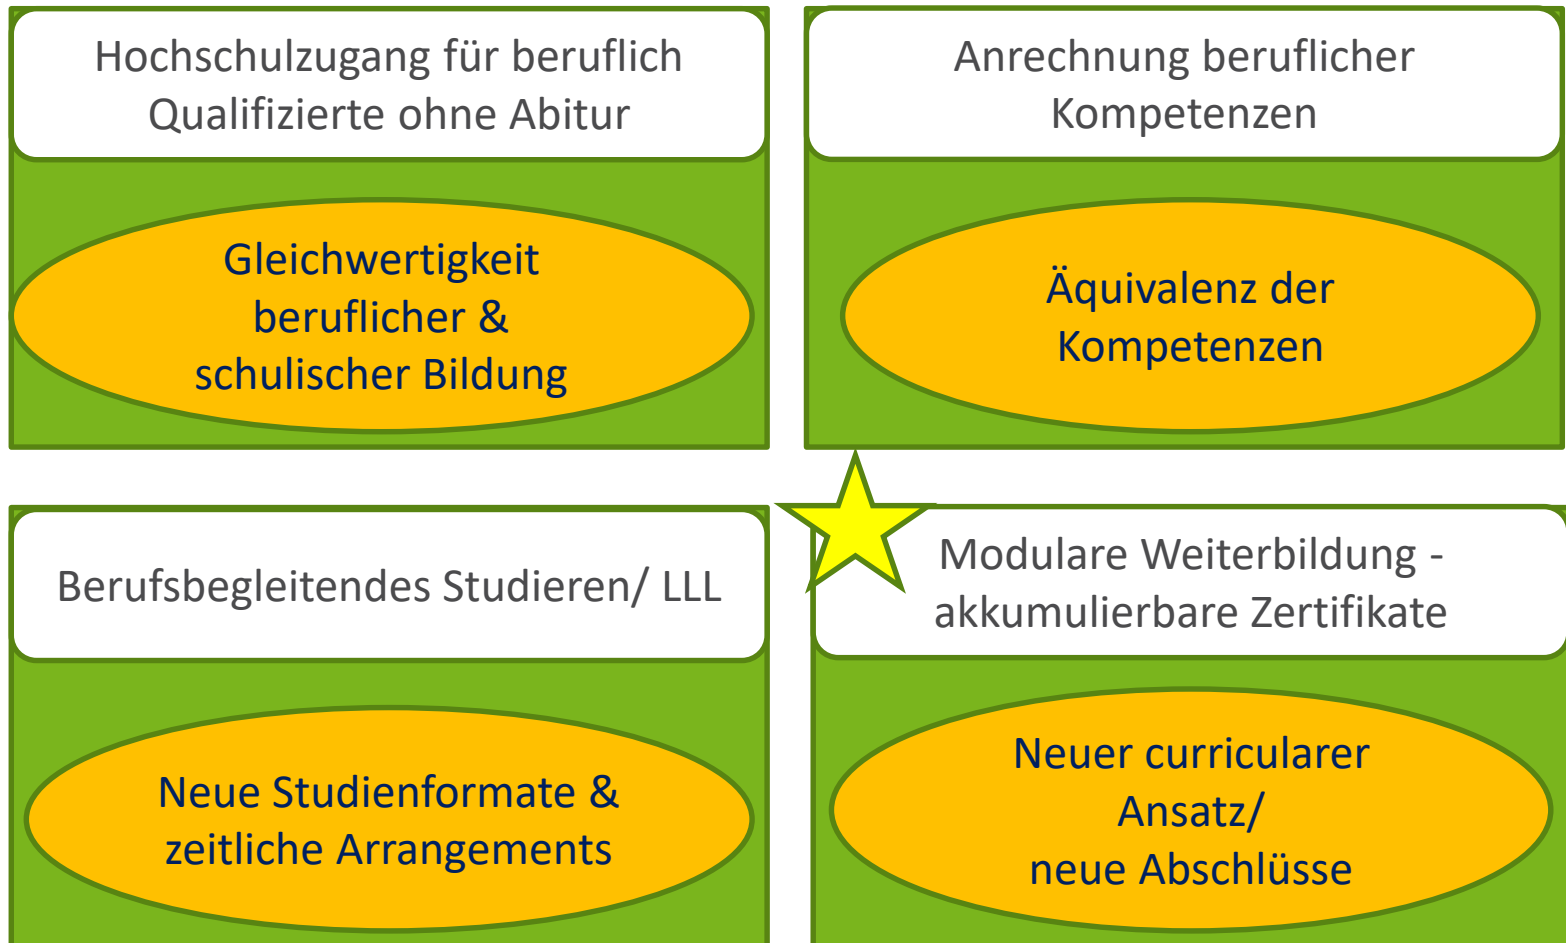 Hochschulzugang für beruflich
Qualifizierte ohne Abitur
Gleichwertigkeit
beruflicher &
schulischer Bildung
Anrechnung beruflicher
Kompetenzen
Äquivalenz der
Kompetenzen
Berufsbegleitendes Studieren/ LLL
Neue Studienformate &
zeitliche Arrangements
Modulare Weiterbildung -
akkumulierbare Zertifikate
Neuer curricularer
Ansatz/
neue Abschlüsse